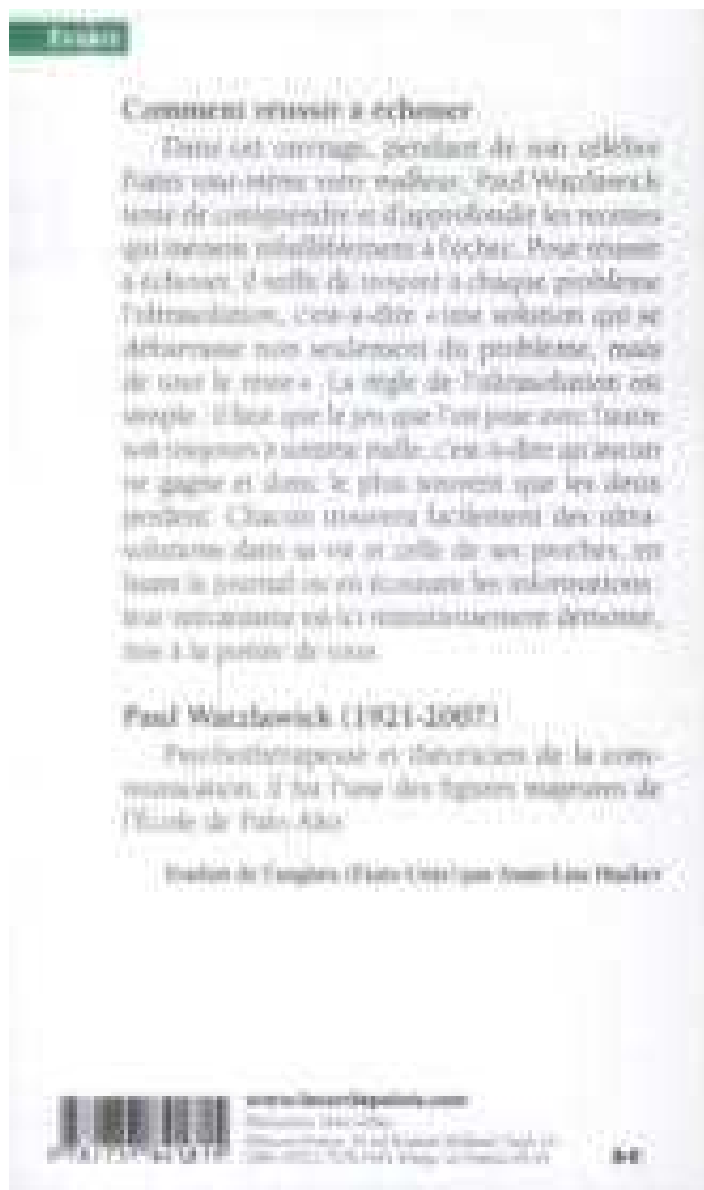 Essais
Comment réussir à échouer
Dans cet ouvrage, pendant de son célèbre
Faites vous-même votre malheur, Paul Watzlawick
tente de comprendre et d'approfondir les recettes
qui mènent infailliblement à l'échec. Pour réussir
à échouer, il suffit de trouver à chaque problème
l'ultrasolution, c'est-à-dire « une solution qui se
débarrasse non seulement du problème, mais
de tout le reste ». La règle de l'ultrasolution est
simple : il faut que le jeu que l'on joue avec l'autre
soit toujours à somme nulle, c'est-à-dire qu'aucun
ne gagne et donc le plus souvent que les deux
perdent. Chacun trouvera facilement des ultra-
solutions dans sa vie et celle de ses proches, en
lisant le journal ou en écoutant les informations :
leur mécanisme est ici minutieusement démonté,
mis à la portée de tous.
Paul Watzlawick (1921-2007)
Psychothérapeute et théoricien de la com-
munication, il fut l'une des figures majeures de
l'École de Palo Alto.
Traduit de l'anglais (États-Unis) par Anne-Lise Hacker